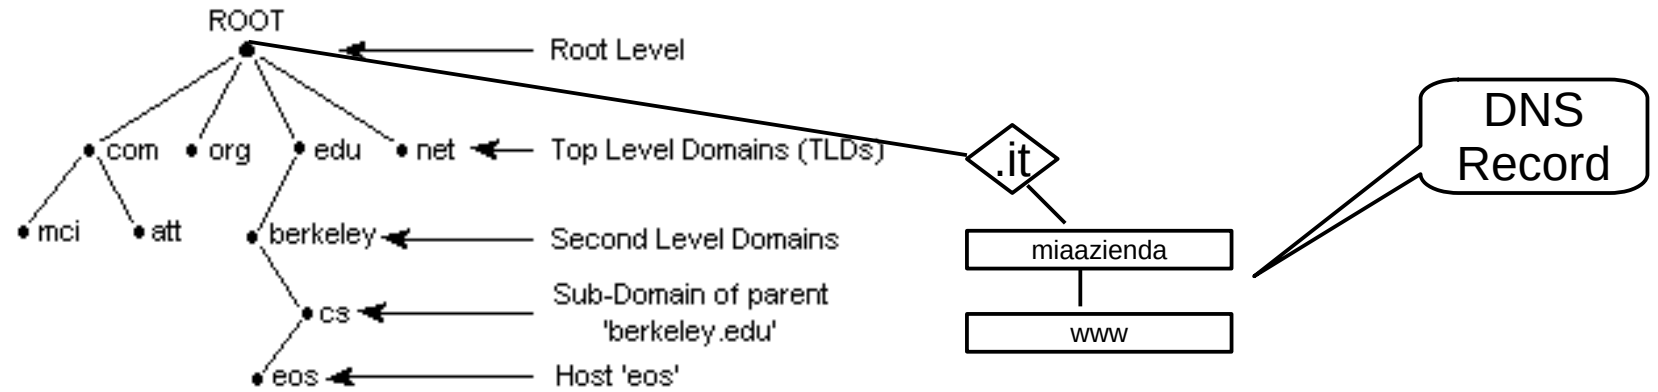 ROOT
Root Level
com
org
edu
net
Top Level Domains (TLDs)
.it
DNS
Record
mci
att
berkeley
Second Level Domains
miaazienda
cs
Sub-Domain of parent
'berkeley.edu'
www
eos
Host 'eos'